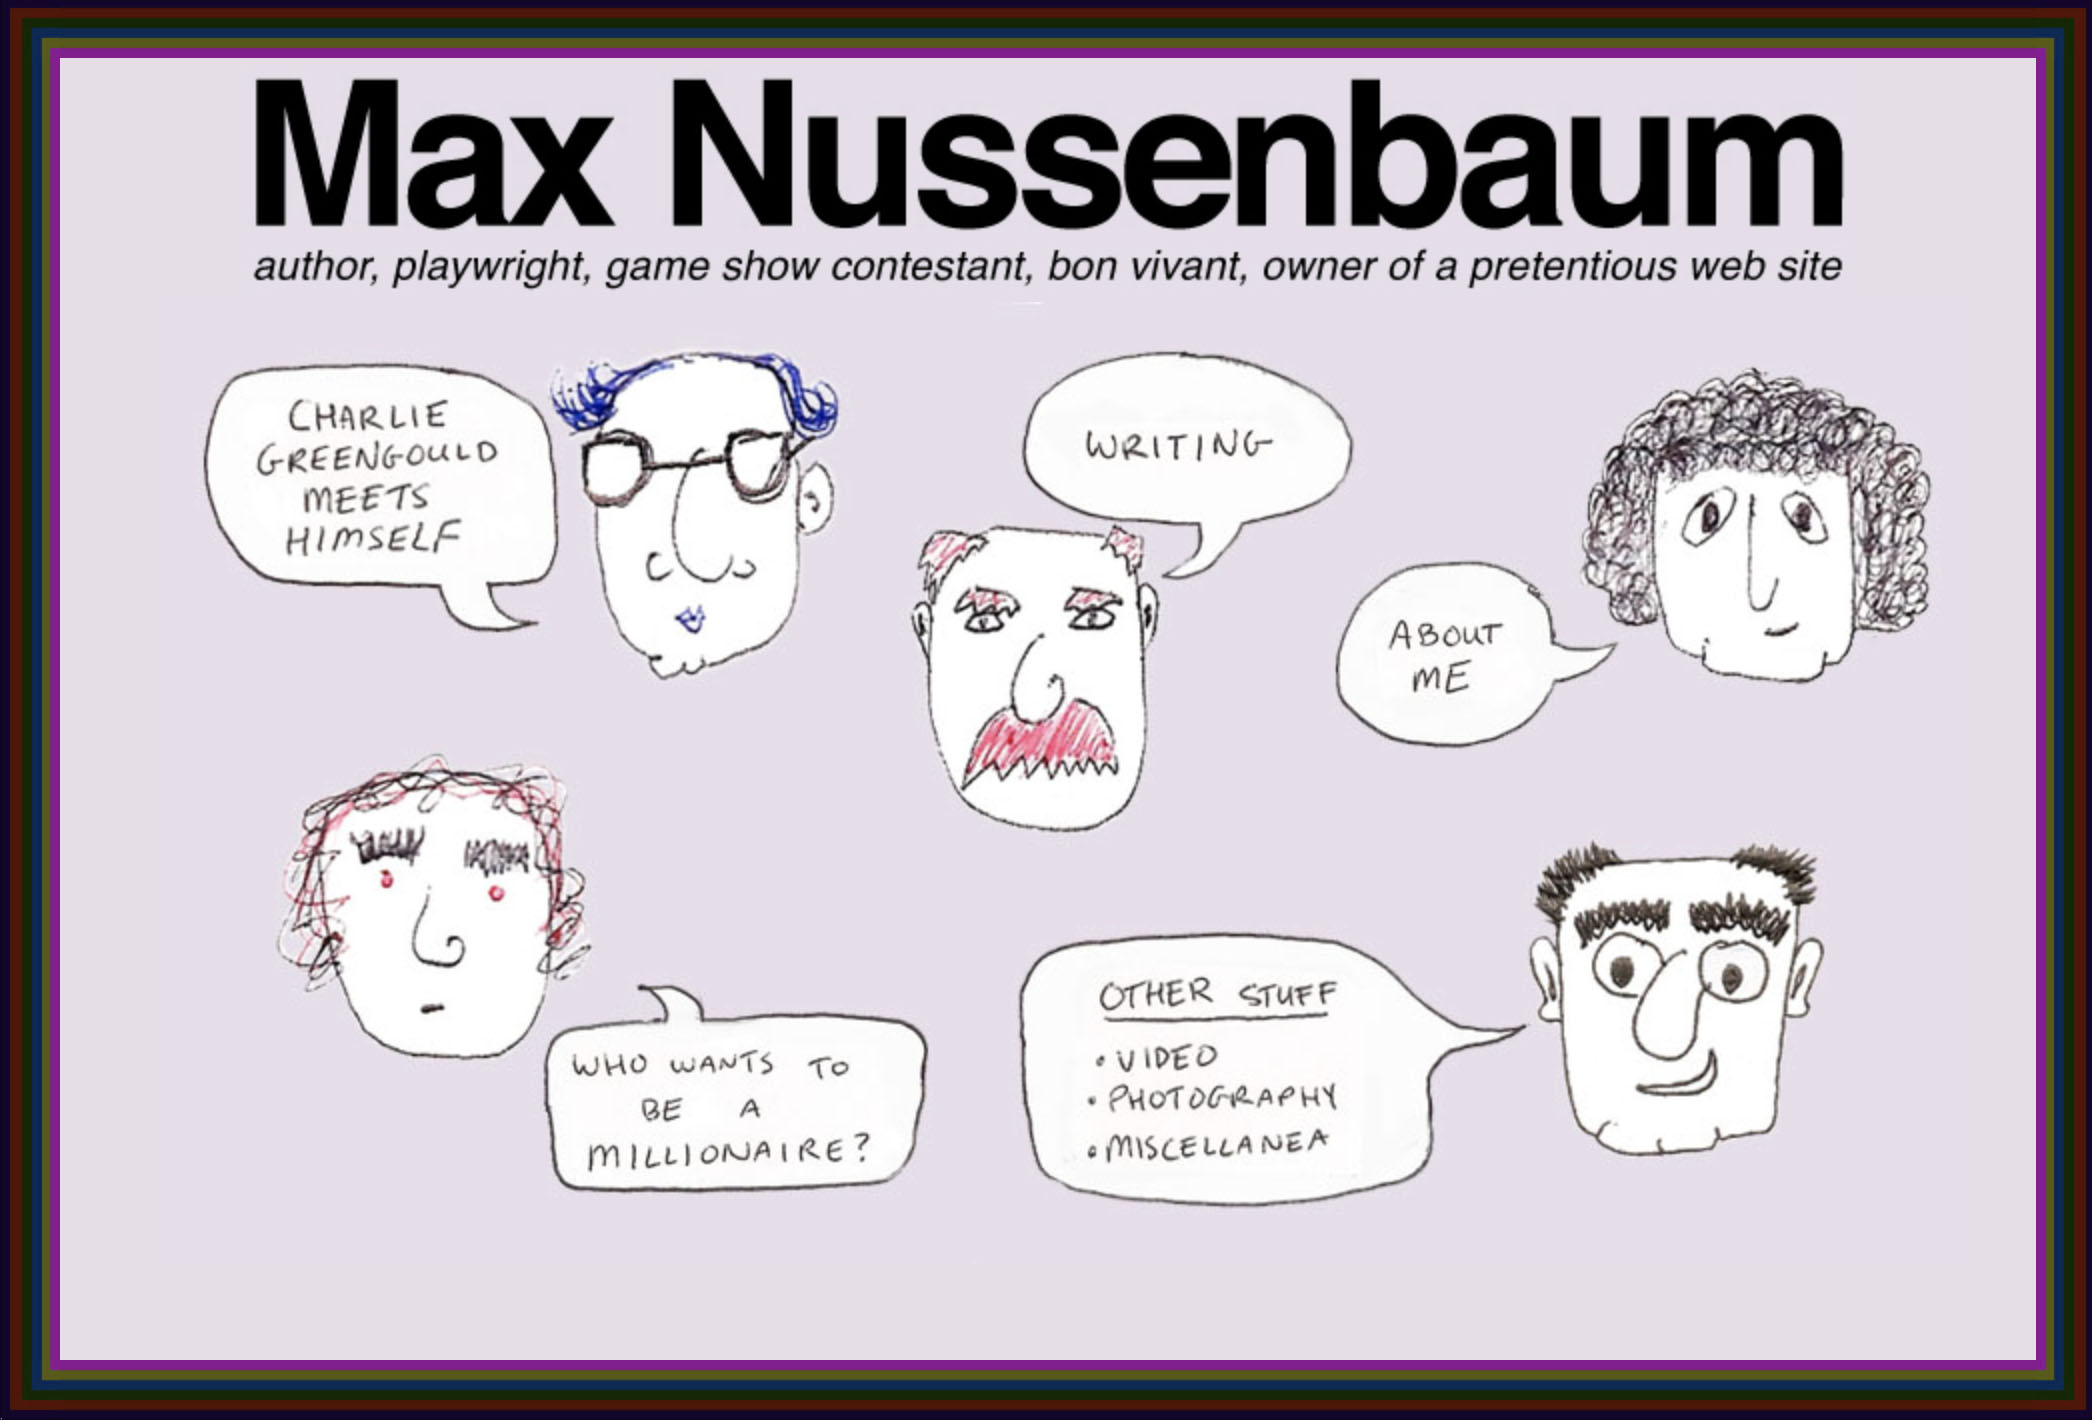 Max Nussenbaum
author, playwright, game show contestant, bon vivant, owner of a pretentious web site
CHARLIE
GREENGOULD
MEETS
HIMSELF
WRITING
ABOUT
ME
WHO WANTS TO
BE A
MILLIONAIRE?
OTHER STUFF
• VIDEO
• PHOTOGRAPHY
• MISCELLANEA